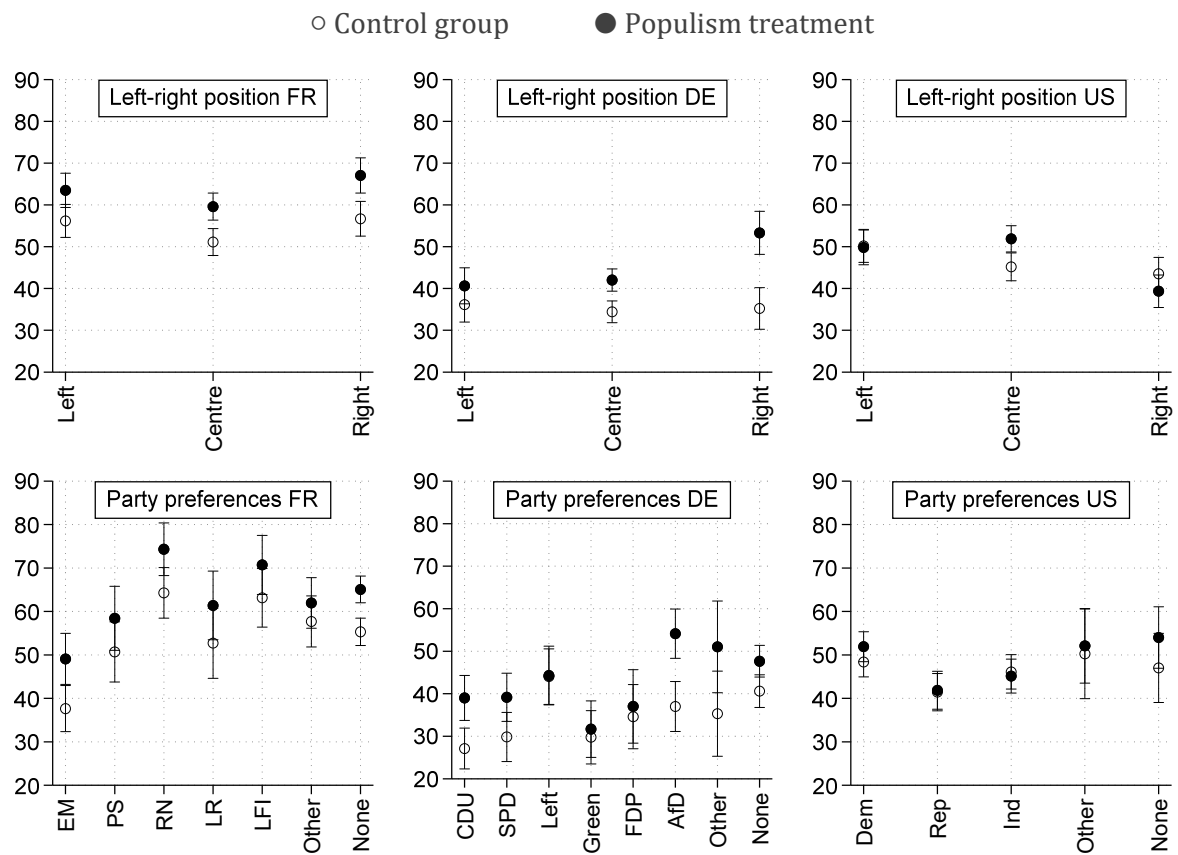 ○ Control group ● Populism treatment
Left-right position FR
90
80
70
60
50
40
30
20
Left
Centre
Right
Left-right position DE
90
80
70
60
50
40
30
20
Left
Centre
Right
Left-right position US
90
80
70
60
50
40
30
20
Left
Centre
Right
Party preferences FR
90
80
70
60
50
40
30
20
EM
PS
RN
LR
LFI
Other
None
Party preferences DE
90
80
70
60
50
40
30
20
CDU
SPD
Left
Green
FDP
AfD
Other
None
Party preferences US
90
80
70
60
50
40
30
20
Dem
Rep
Ind
Other
None